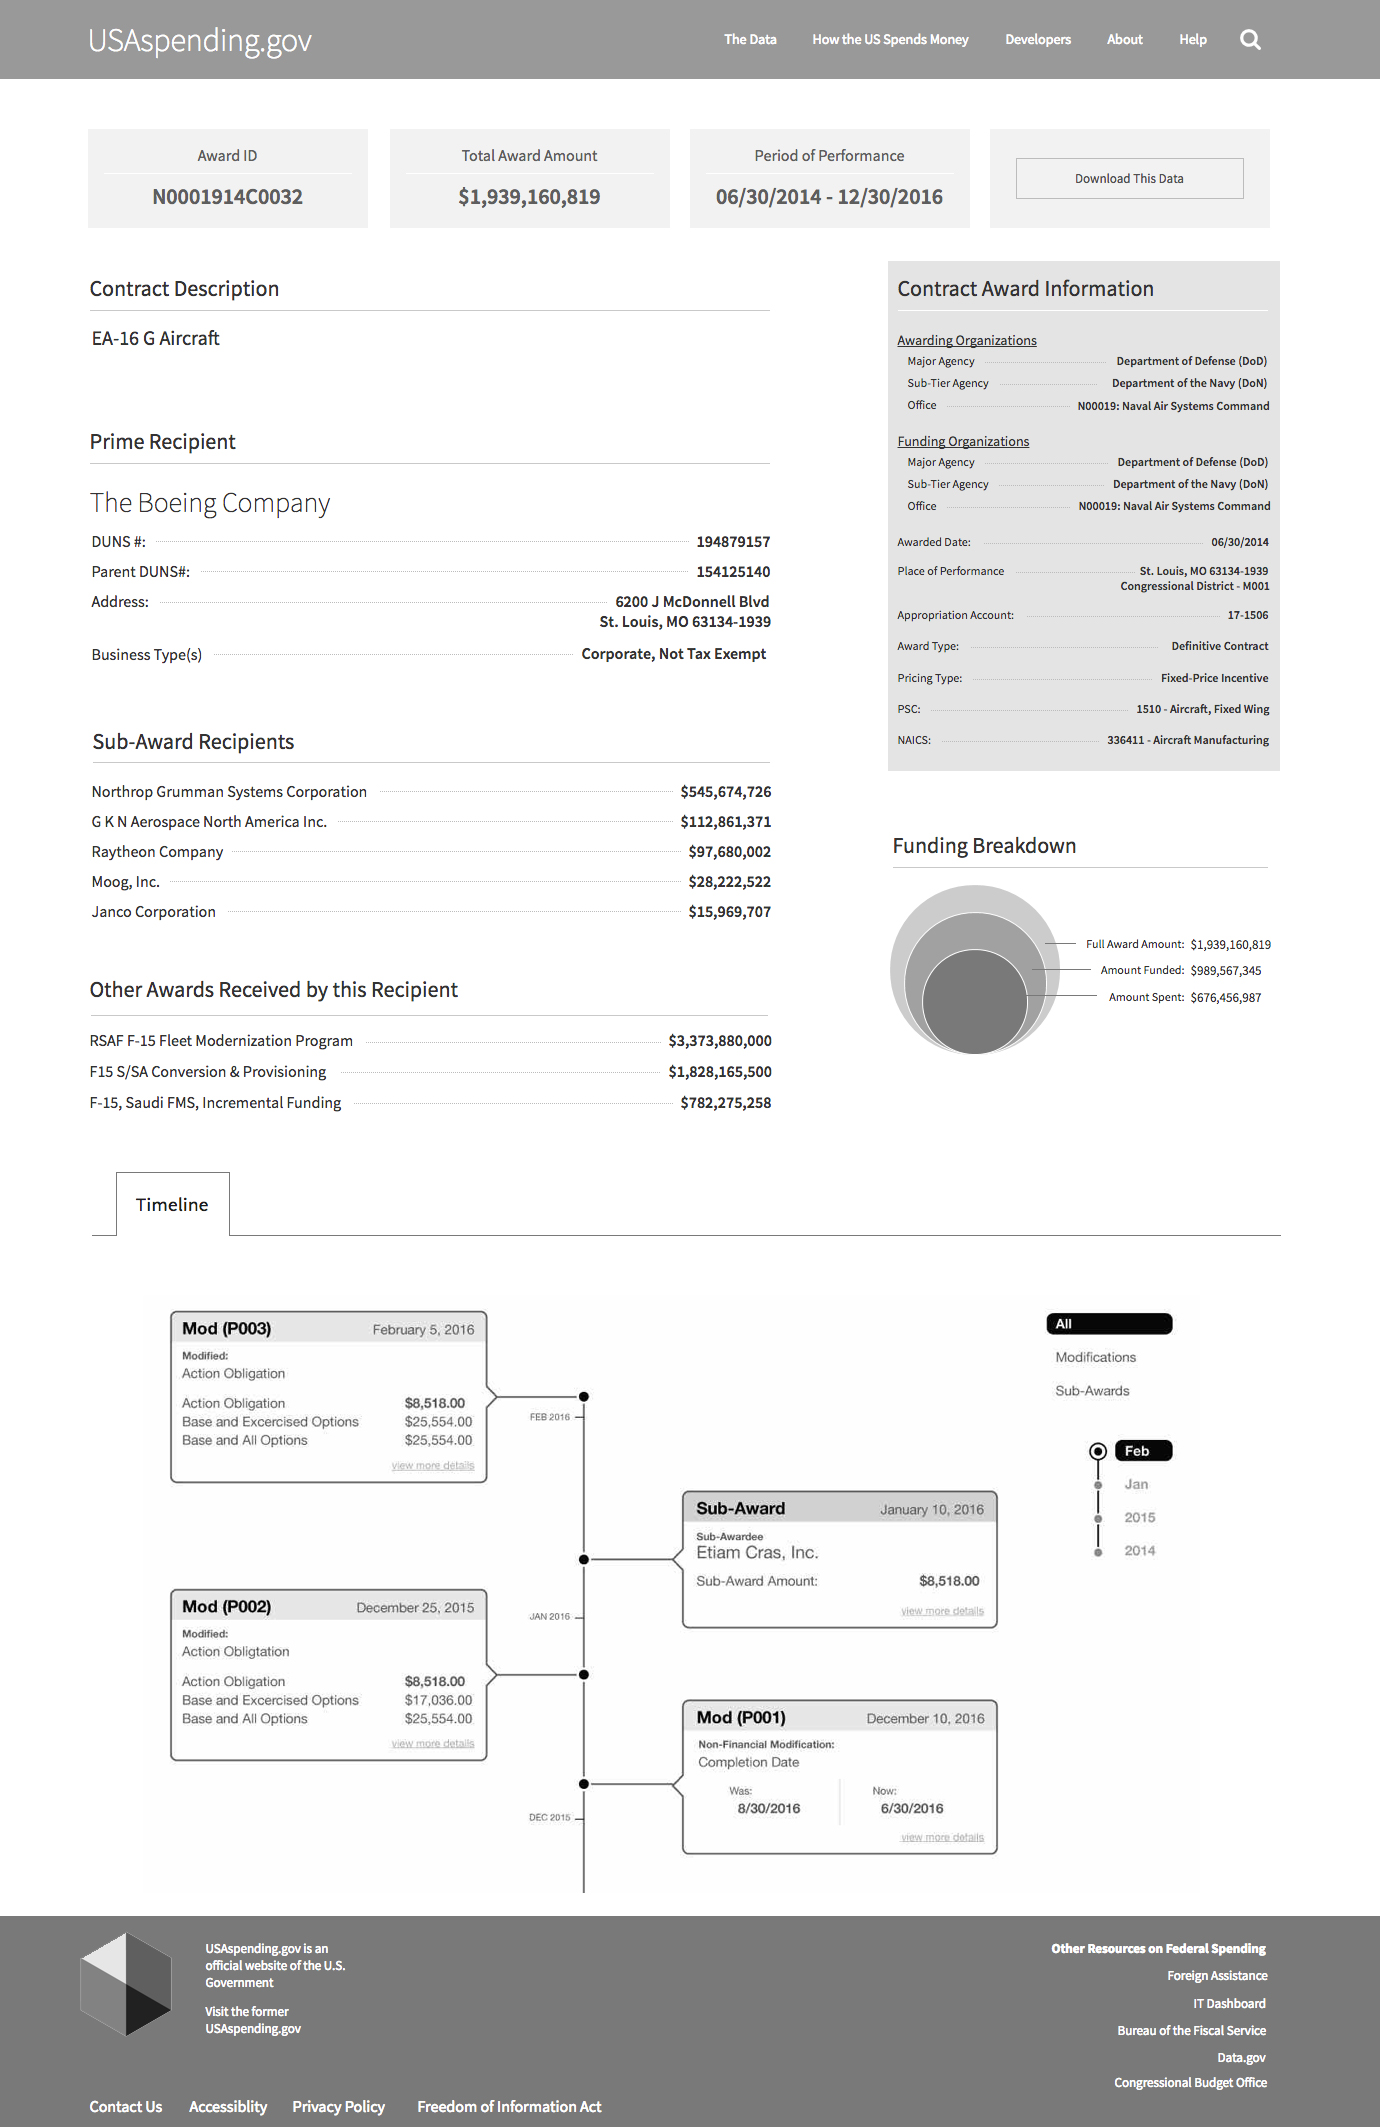 USAspending.gov
The Data
How the US Spends Money
Developers
About
Help
Award ID
N0001914C0032
Total Award Amount
$1,939,160,819
Period of Performance
06/30/2014 - 12/30/2016
Download This Data
Contract Description
EA-16 G Aircraft
Prime Recipient
The Boeing Company
DUNS #: 194879157
Parent DUNS#: 154125140
Address: 6200 J McDonnell Blvd
St. Louis, MO 63134-1939
Business Type(s) Corporate, Not Tax Exempt
Sub-Award Recipients
Northrop Grumman Systems Corporation $545,674,726
G K N Aerospace North America Inc. $112,861,371
Raytheon Company $97,680,002
Moog, Inc. $28,222,522
Janco Corporation $15,969,707
Other Awards Received by this Recipient
RSAF F-15 Fleet Modernization Program $3,373,880,000
F15 S/SA Conversion & Provisioning $1,828,165,500
F-15, Saudi FMS, Incremental Funding $782,275,258
Contract Award Information
Awarding Organizations
Major Agency Department of Defense (DoD)
Sub-Tier Agency Department of the Navy (DoN)
Office N00019: Naval Air Systems Command
Funding Organizations
Major Agency Department of Defense (DoD)
Sub-Tier Agency Department of the Navy (DoN)
Office N00019: Naval Air Systems Command
Awarded Date: 06/30/2014
Place of Performance St. Louis, MO 63134-1939
Congressional District - M001
Appropriation Account: 17-1506
Award Type: Definitive Contract
Pricing Type: Fixed-Price Incentive
PSC: 1510 - Aircraft, Fixed Wing
NAICS: 336411 - Aircraft Manufacturing
Funding Breakdown
Full Award Amount: $1,939,160,819
Amount Funded: $989,567,345
Amount Spent: $676,456,987
Timeline
Mod (P003) February 5, 2016
Modified:
Action Obligation
Action Obligation $8,518.00
Base and Excercised Options $25,554.00
Base and All Options $25,554.00
view more details
FEB 2016
Sub-Award January 10, 2016
Sub-Awardee
Etiam Cras, Inc.
Sub-Award Amount: $8,518.00
view more details
JAN 2016
Mod (P002) December 25, 2015
Modified:
Action Obligtation
Action Obligation $8,518.00
Base and Excercised Options $17,036.00
Base and All Options $25,554.00
view more details
Mod (P001) December 10, 2016
Non-Financial Modification:
Completion Date
Was: Now:
8/30/2016 6/30/2016
view more details
DEC 2015
All
Modifications
Sub-Awards
Feb
Jan
2015
2014
USAspending.gov is an
official website of the U.S.
Government
Visit the former
USAspending.gov
Other Resources on Federal Spending
Foreign Assistance
IT Dashboard
Bureau of the Fiscal Service
Data.gov
Congressional Budget Office
Contact Us
Accessiblity
Privacy Policy
Freedom of Information Act